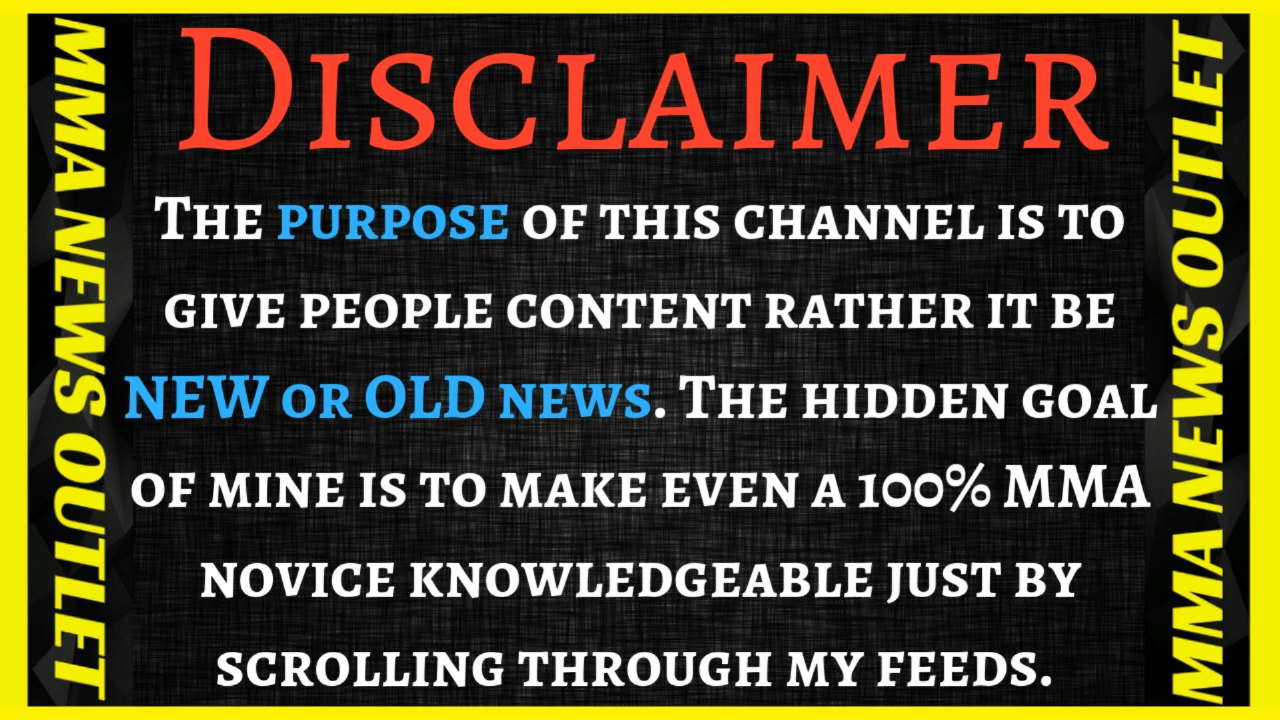 DISCLAIMER
THE PURPOSE OF THIS CHANNEL IS TO
GIVE PEOPLE CONTENT RATHER IT BE
NEW OR OLD NEWS. THE HIDDEN GOAL
OF MINE IS TO MAKE EVEN A 100% MMA
NOVICE KNOWLEDGEABLE JUST BY
SCROLLING THROUGH MY FEEDS.
MMA NEWS OUTLET
MMA NEWS OUTLET